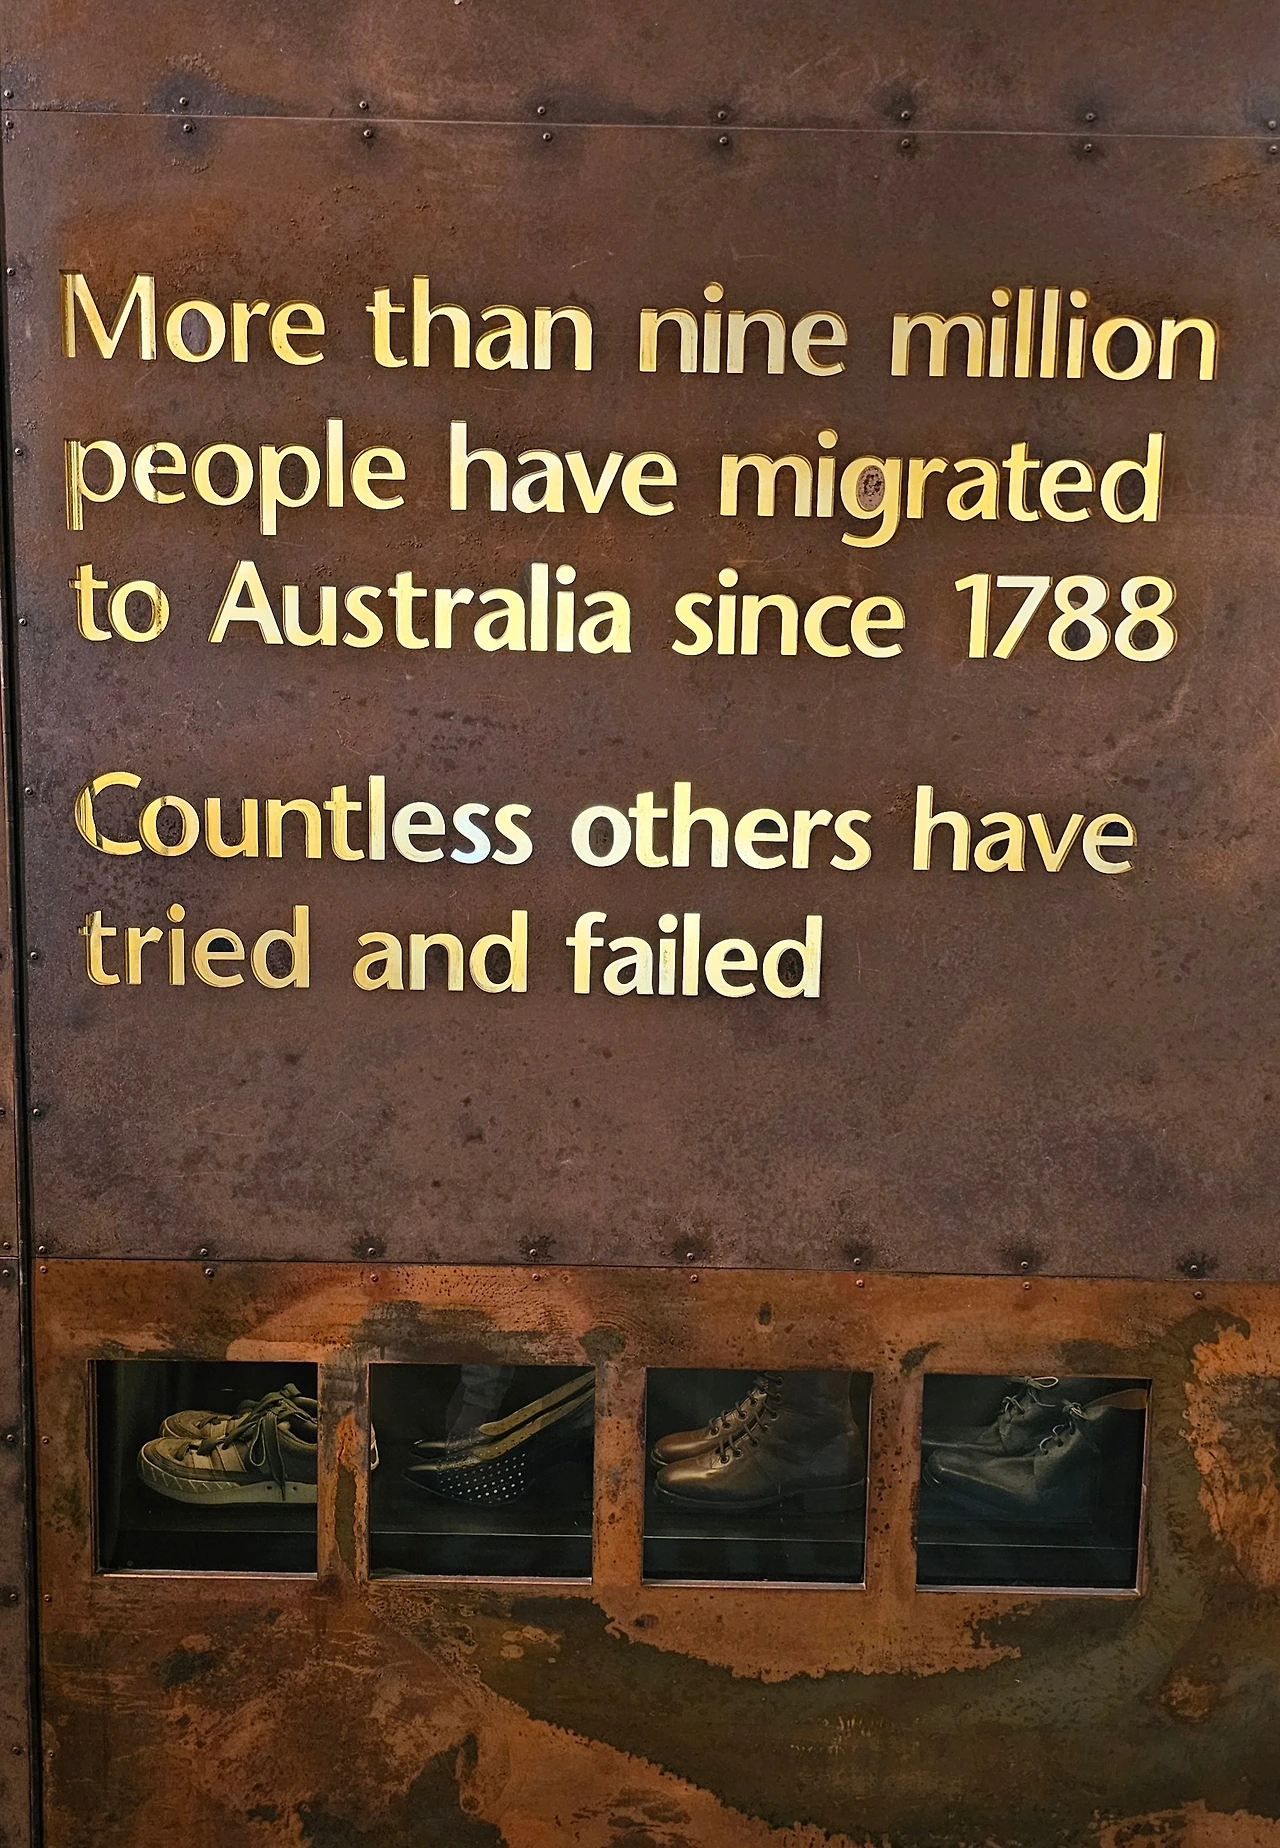 More than nine million
people have migrated
to Australia since 1788
Countless others have
tried and failed